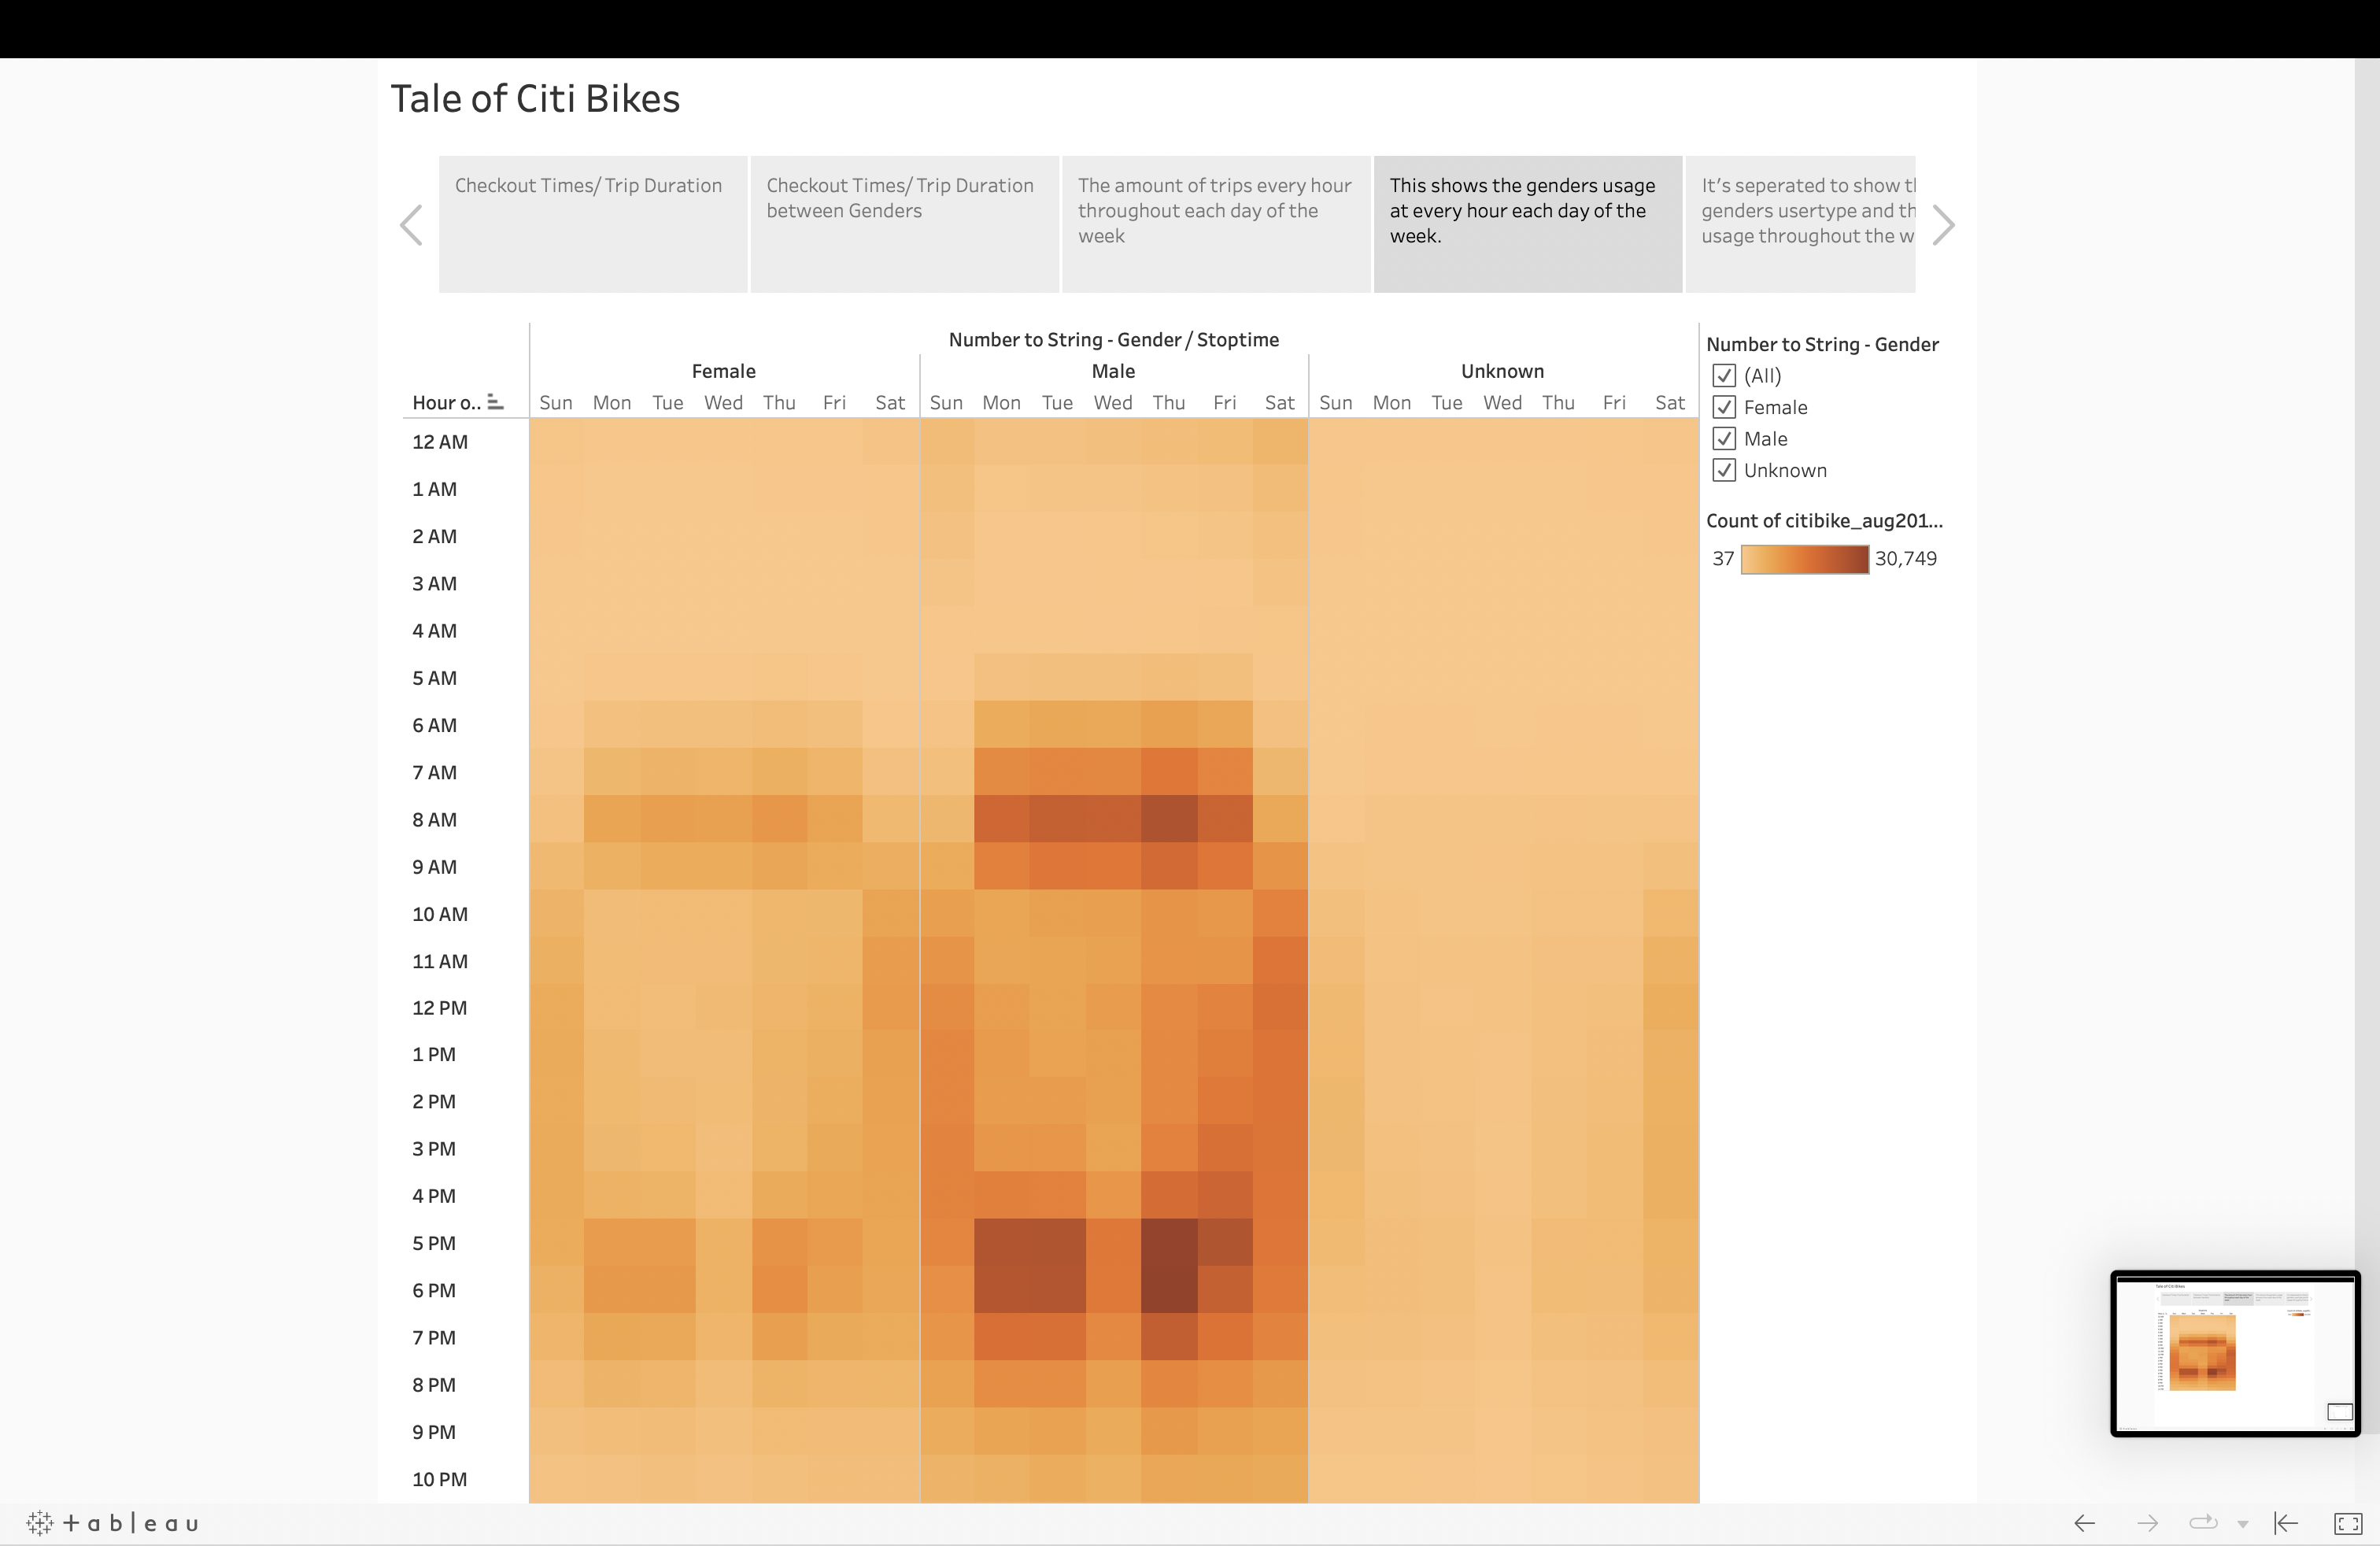 Tale of Citi Bikes
Checkout Times/ Trip Duration
Checkout Times/ Trip Duration
between Genders
The amount of trips every hour
throughout each day of the
week
This shows the genders usage
at every hour each day of the
week.
It's seperated to show t
genders usertype and th
usage throughout the w
Number to String - Gender / Stoptime
Female Male Unknown
Hour o.. Sun Mon Tue Wed Thu Fri Sat Sun Mon Tue Wed Thu Fri Sat Sun Mon Tue Wed Thu Fri Sat
12 AM
1 AM
2 AM
3 AM
4 AM
5 AM
6 AM
7 AM
8 AM
9 AM
10 AM
11 AM
12 PM
1 PM
2 PM
3 PM
4 PM
5 PM
6 PM
7 PM
8 PM
9 PM
10 PM
Number to String - Gender
(All)
Female
Male
Unknown
Count of citibike_aug201...
37 30,749
+ableau